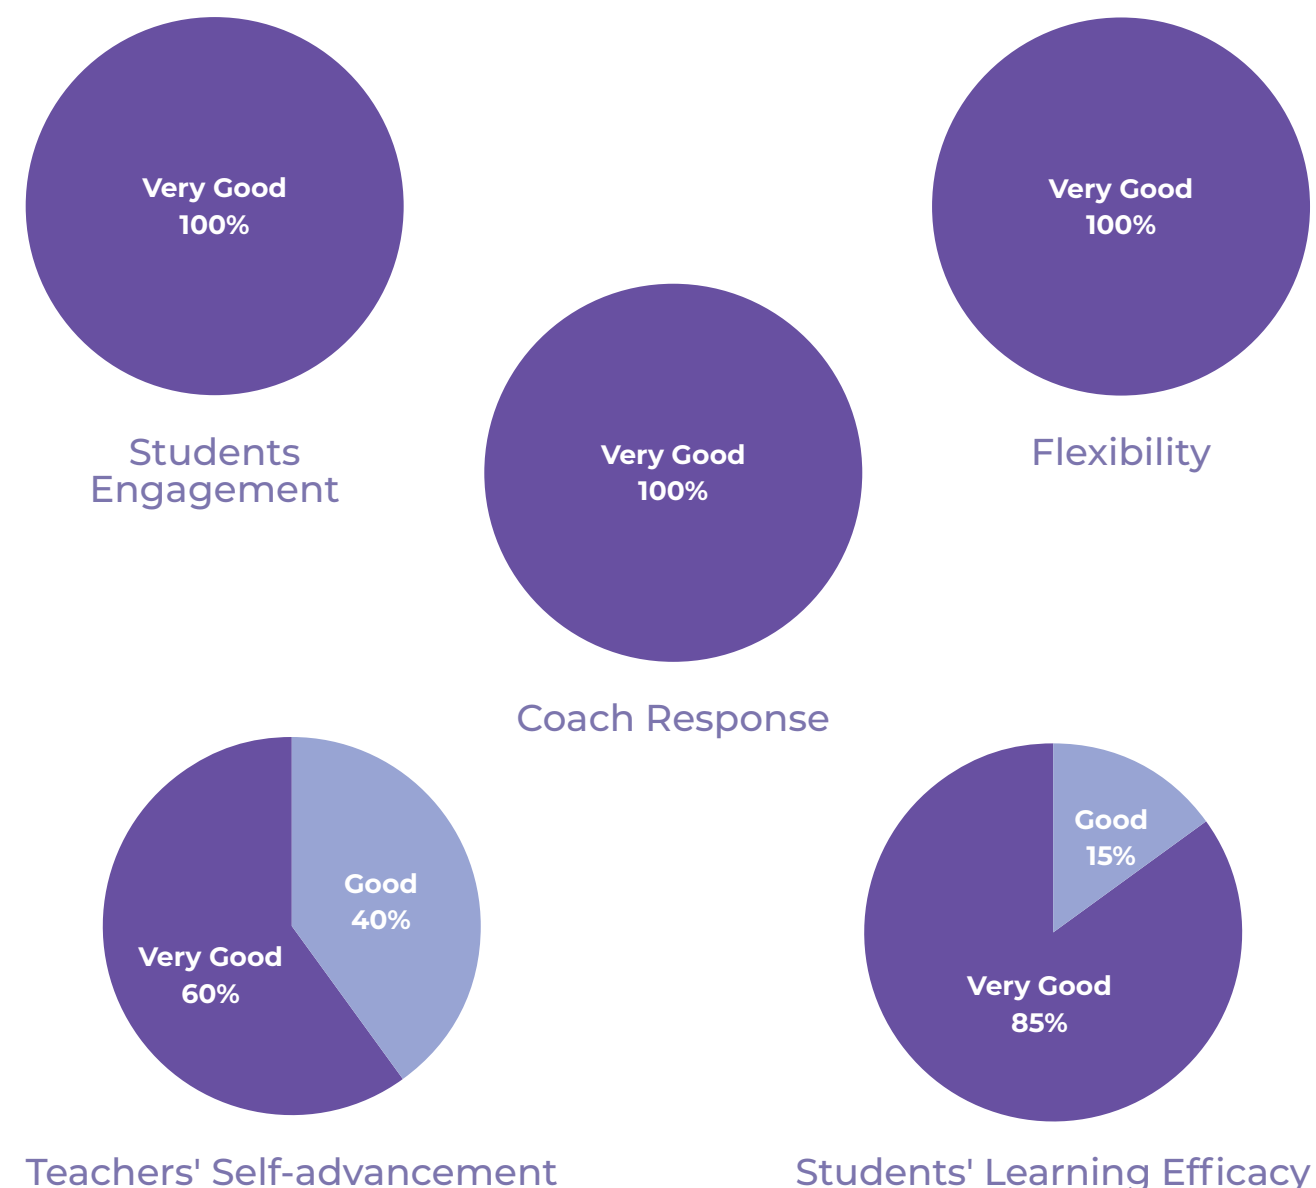 Very Good
100%
Students
Engagement
Very Good
100%
Flexibility
Very Good
100%
Coach Response
Good
40%
Very Good
60%
Teachers' Self-advancement
Good
15%
Very Good
85%
Students' Learning Efficacy